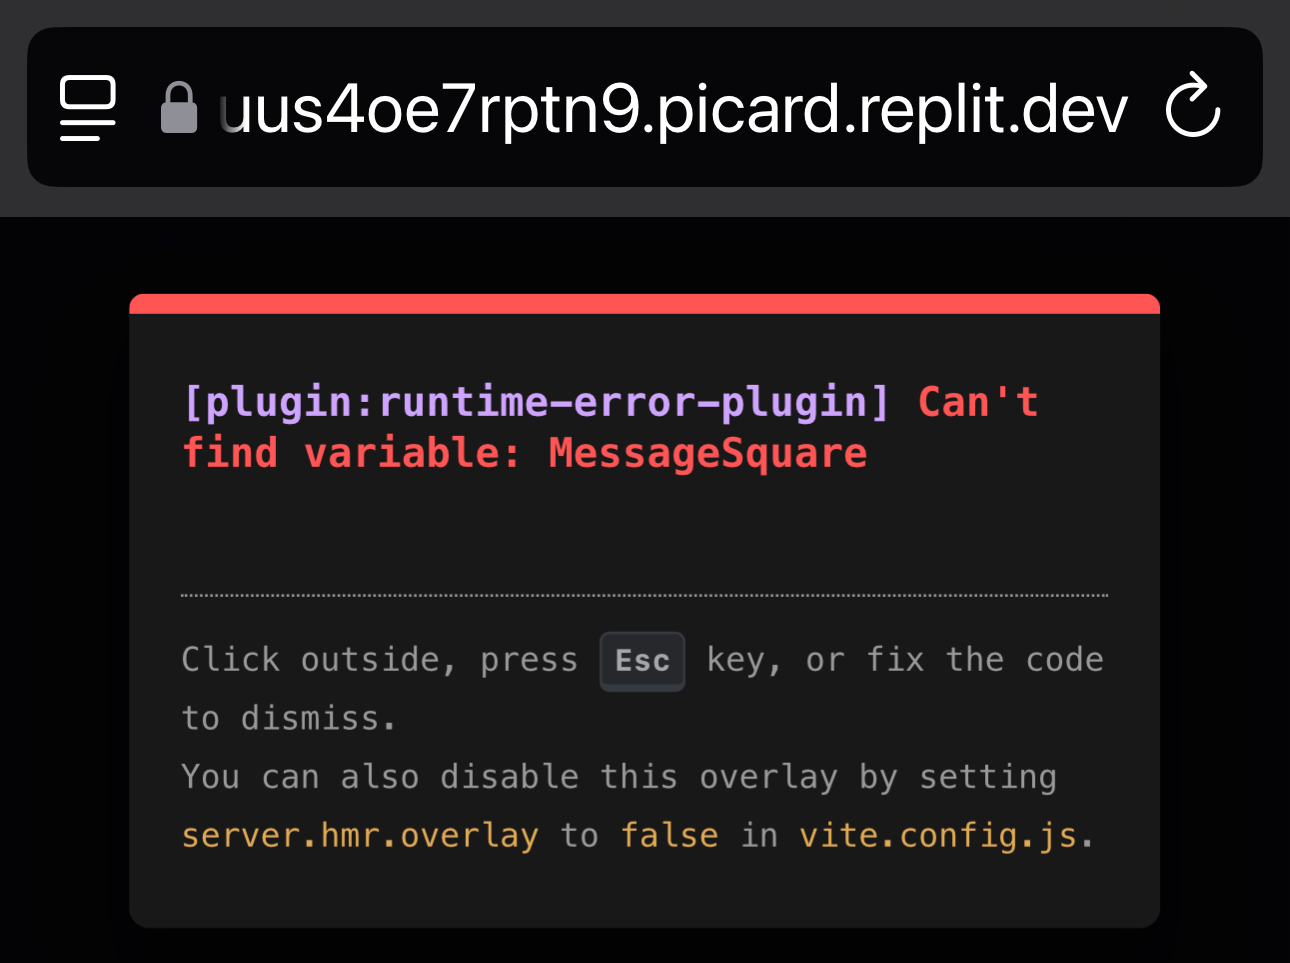 uus4oe7rptn9.picard.replit.dev
[plugin:runtime-error-plugin] Can't
find variable: MessageSquare
Click outside, press Esc key, or fix the code
to dismiss.
You can also disable this overlay by setting
server.hmr.overlay to false in vite.config.js.